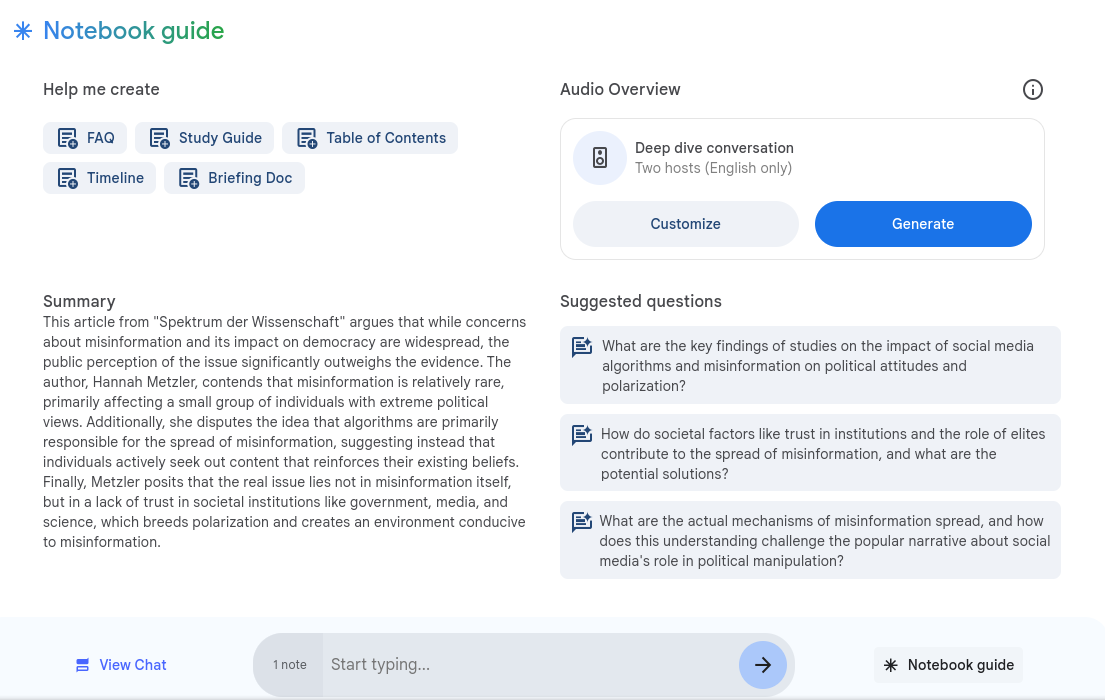 Notebook guide
Help me create
FAQ
Study Guide
Table of Contents
Timeline
Briefing Doc
Audio Overview
Deep dive conversation
Two hosts (English only)
Customize
Generate
Summary
This article from "Spektrum der Wissenschaft" argues that while concerns
about misinformation and its impact on democracy are widespread, the
public perception of the issue significantly outweighs the evidence. The
author, Hannah Metzler, contends that misinformation is relatively rare,
primarily affecting a small group of individuals with extreme political
views. Additionally, she disputes the idea that algorithms are primarily
responsible for the spread of misinformation, suggesting instead that
individuals actively seek out content that reinforces their existing beliefs.
Finally, Metzler posits that the real issue lies not in misinformation itself,
but in a lack of trust in societal institutions like government, media, and
science, which breeds polarization and creates an environment conducive
to misinformation.
Suggested questions
What are the key findings of studies on the impact of social media
algorithms and misinformation on political attitudes and
polarization?
How do societal factors like trust in institutions and the role of elites
contribute to the spread of misinformation, and what are the
potential solutions?
What are the actual mechanisms of misinformation spread, and how
does this understanding challenge the popular narrative about social
media's role in political manipulation?
View Chat
1 note
Start typing...
Notebook guide